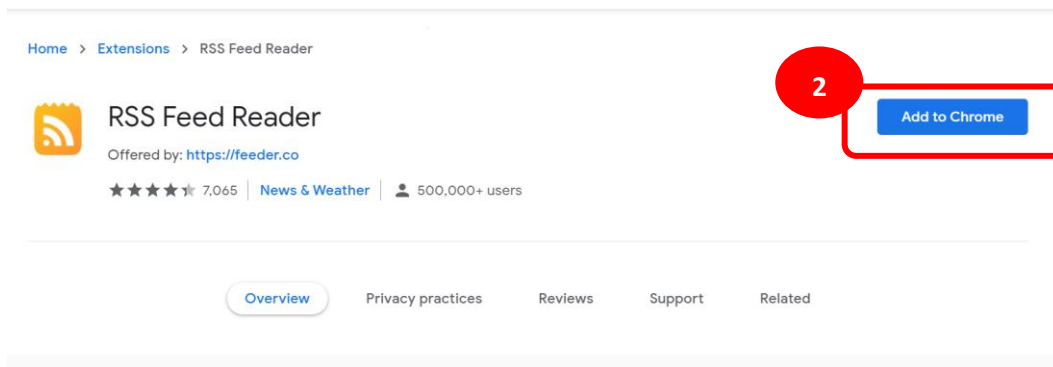 Home > Extensions > RSS Feed Reader
2
RSS Feed Reader
Add to Chrome
Offered by: https://feeder.co
7,065 News & Weather 500,000+ users
Overview Privacy practices Reviews Support Related